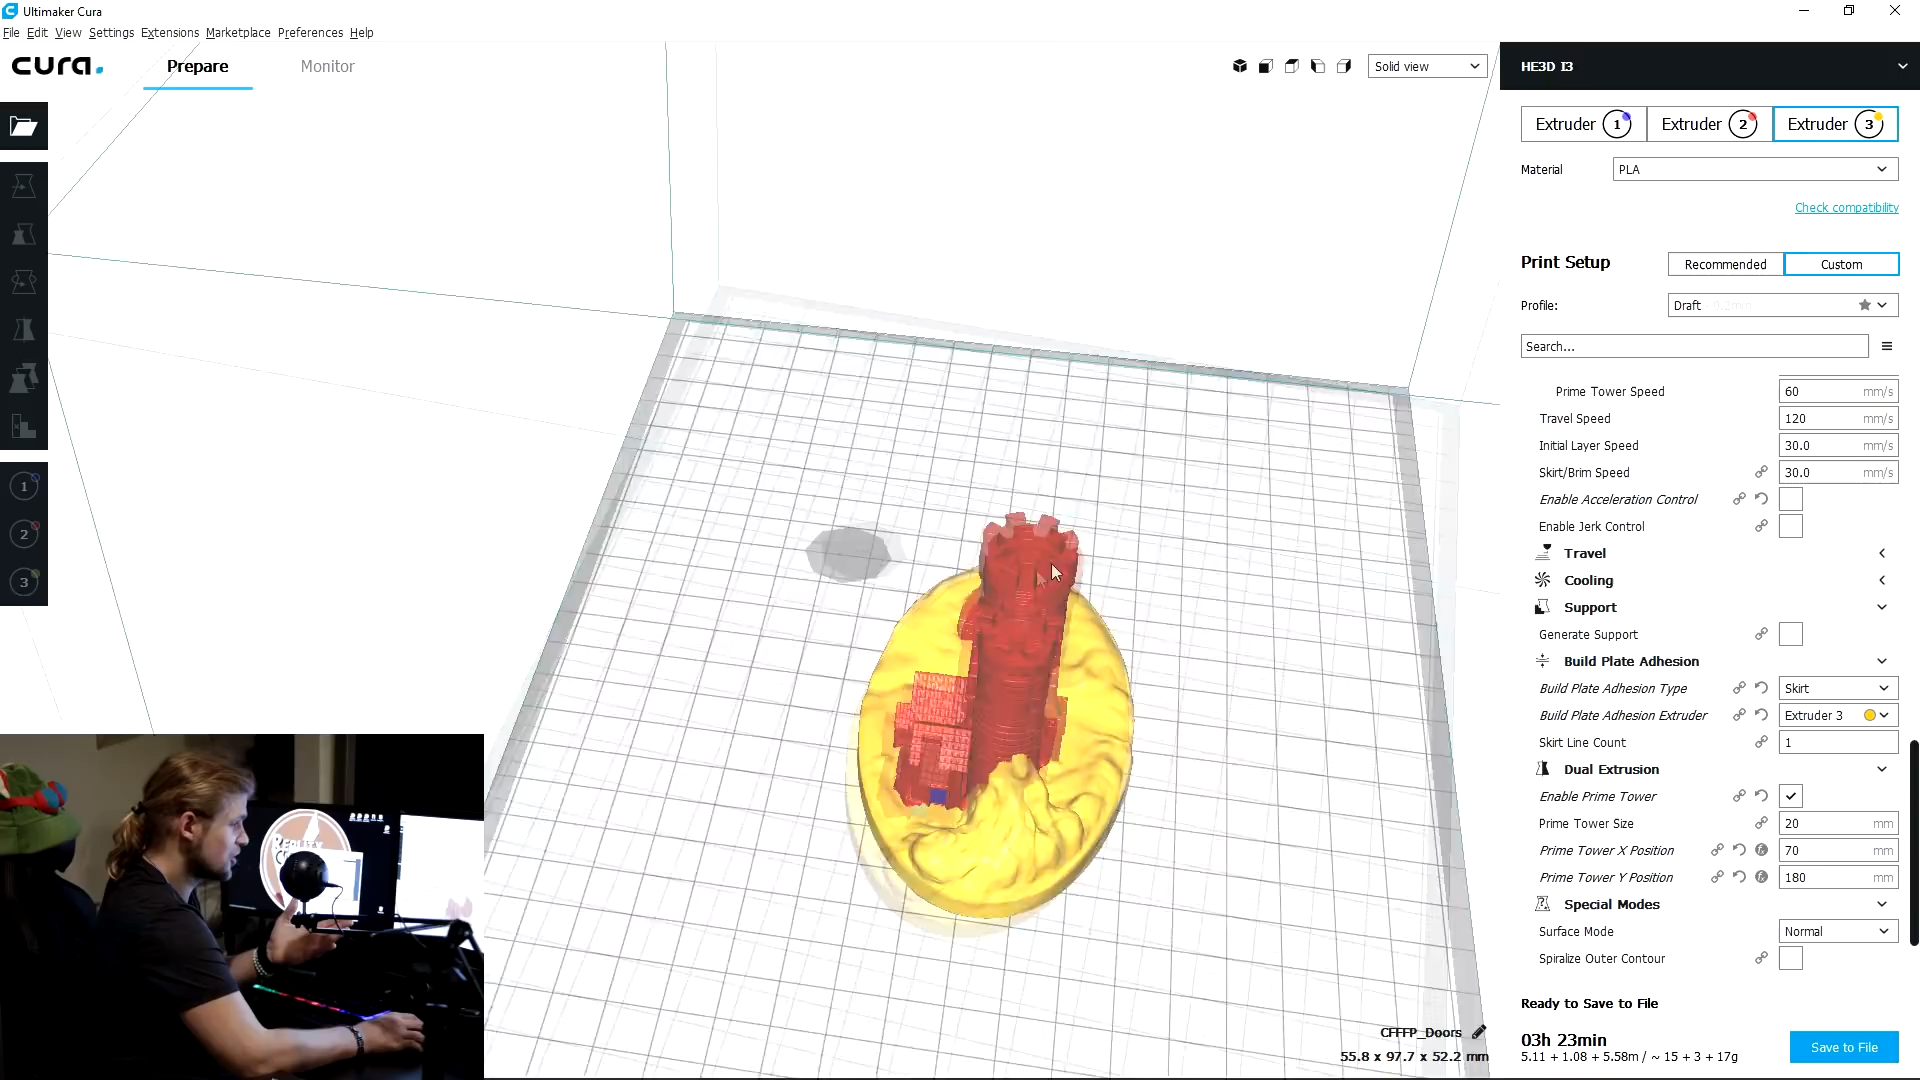 Ultimaker Cura
File Edit View Settings Extensions Marketplace Preferences Help
cura.
Prepare
Monitor
Solid view
HE3D I3
Extruder 1
Extruder 2
Extruder 3
Material
PLA
Check compatibility
Print Setup
Recommended
Custom
Profile:
Draft
Search...
Prime Tower Speed
60 mm/s
Travel Speed
120 mm/s
Initial Layer Speed
30.0 mm/s
Skirt/Brim Speed
30.0 mm/s
Enable Acceleration Control
Enable Jerk Control
Travel
Cooling
Support
Generate Support
Build Plate Adhesion
Build Plate Adhesion Type
Skirt
Build Plate Adhesion Extruder
Extruder 3
Skirt Line Count
1
Dual Extrusion
Enable Prime Tower
Prime Tower Size
20 mm
Prime Tower X Position
70 mm
Prime Tower Y Position
180 mm
Special Modes
Surface Mode
Normal
Spiralize Outer Contour
Ready to Save to File
03h 23min
5.11 + 1.08 + 5.58m / ~ 15 + 3 + 17g
Save to File
CFFFP_Doors
55.8 x 97.7 x 52.2 mm
1
2
3